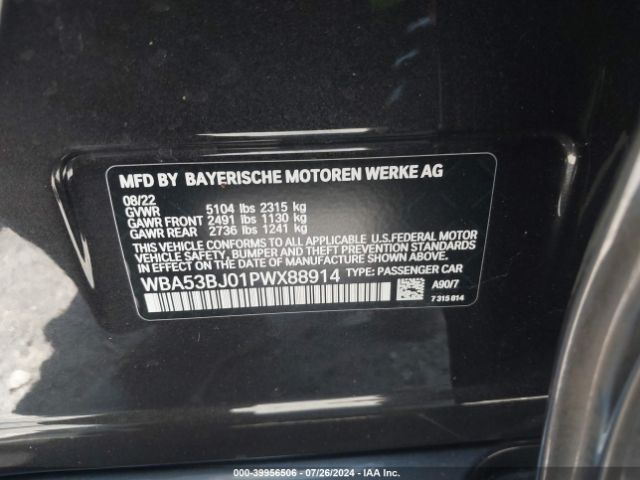 MFD BY BAYERISCHE MOTOREN WERKE AG
08/22
GVWR 5104 lbs 2315 kg
GAWR FRONT 2491 lbs 1130 kg
GAWR REAR 2736 lbs 1241 kg
THIS VEHICLE CONFORMS TO ALL APPLICABLE U.S.FEDERAL MOTOR
VEHICLE SAFETY, BUMPER, AND THEFT PREVENTION STANDARDS IN
EFFECT ON THE DATE OF MANUFACTURE SHOWN ABOVE.
WBA53BJ01PWX88914 TYPE: PASSENGER CAR
A90/7
7 315 814
000-39956506 | 07/26/2024 | IAA Inc.